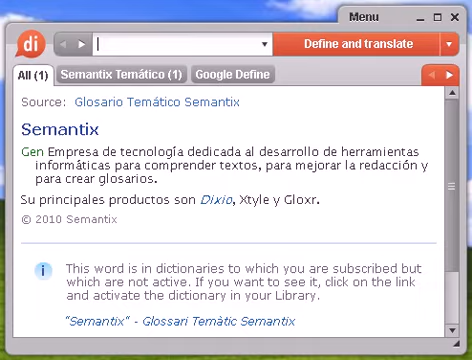 Menu
di
Define and translate
All (1)
Semantix Temático (1)
Google Define
Source: Glosario Temático Semantix
Semantix
Gen Empresa de tecnología dedicada al desarrollo de herramientas
informáticas para comprender textos, para mejorar la redacción y
para crear glosarios.
Su principales productos son Dixio, Xtyle y Gloxr.
© 2010 Semantix
i
This word is in dictionaries to which you are subscribed but
which are not active. If you want to see it, click on the link
and activate the dictionary in your Library.
"Semantix" - Glossari Temàtic Semantix